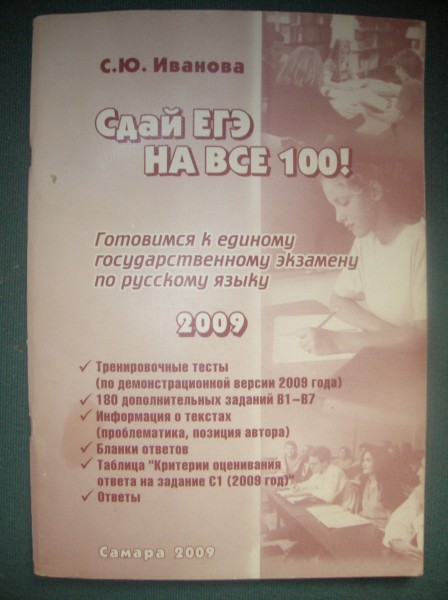 С.Ю. Иванова
Сдай ЕГЭ
НА ВСЕ 100!
Готовимся к единому
государственному экзамену
по русскому языку
2009
✓ Тренировочные тесты
(по демонстрационной версии 2009 года)
✓ 180 дополнительных заданий В1–В7
✓ Информация о текстах
(проблематика, позиция автора)
✓ Бланки ответов
✓ Таблица "Критерии оценивания
ответа на задание С1 (2009 год)"
✓ Ответы
Самара 2009